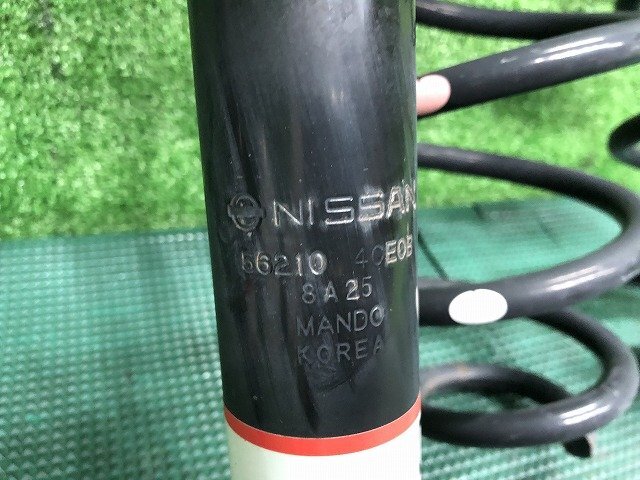 NISSAN
56210 4CE0B
8A25
MANDO
KOREA